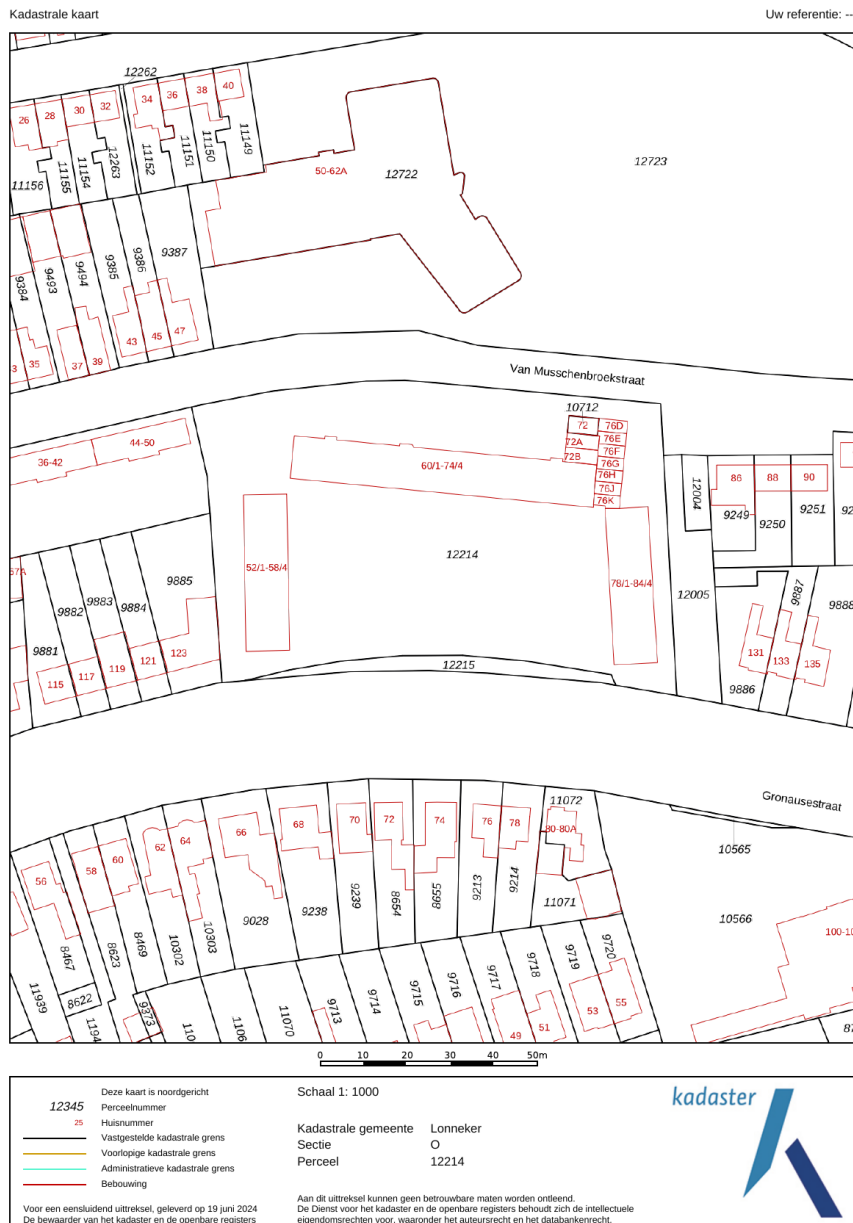 Kadastrale kaart Uw referentie: --
12262
26 28 30 32 34 36 38 40
11156 11155 11154 12263 11152 11151 11150 11149
50-62A 12722 12723
9384 9493 9494 9385 9386 9387
35 37 39 43 45 47
Van Musschenbroekstraat
10712
72 76D
72A 76E
72B 76F
76G
76H
76J
76K
36-42 44-50 60/1-74/4
12004 86 88 90
9249 9250 9251
52/1-58/4 12214 78/1-84/4 12005
9881 9882 9883 9884 9885
9887 9888
115 117 119 121 123
131 133 135
12215 9886
Gronausestraat
11072
56 58 60 62 64 66 68 70 72 74 76 78 80-80A
10565
11939 8467 8623 8469 10302 10303 9028 9238 9239 8654 5598 9213 9214 11071 10566
8622 9373 11070 9713 9714 9715 9716 9717 9718 9719 9720
49 51 53 55
0 10 20 30 40 50m
Deze kaart is noordgericht
12345 Perceelnummer
25 Huisnummer
Vastgestelde kadastrale grens
Voorlopige kadastrale grens
Administratieve kadastrale grens
Bebouwing
Voor een eensluidend uittreksel, geleverd op 19 juni 2024
De bewaarder van het kadaster en de openbare registers
Schaal 1: 1000
Kadastrale gemeente Lonneker
Sectie O
Perceel 12214
Aan dit uittreksel kunnen geen betrouwbare maten worden ontleend.
De Dienst voor het kadaster en de openbare registers behoudt zich de intellectuele
eigendomsrechten voor, waaronder het auteursrecht en het databankenrecht.
kadaster